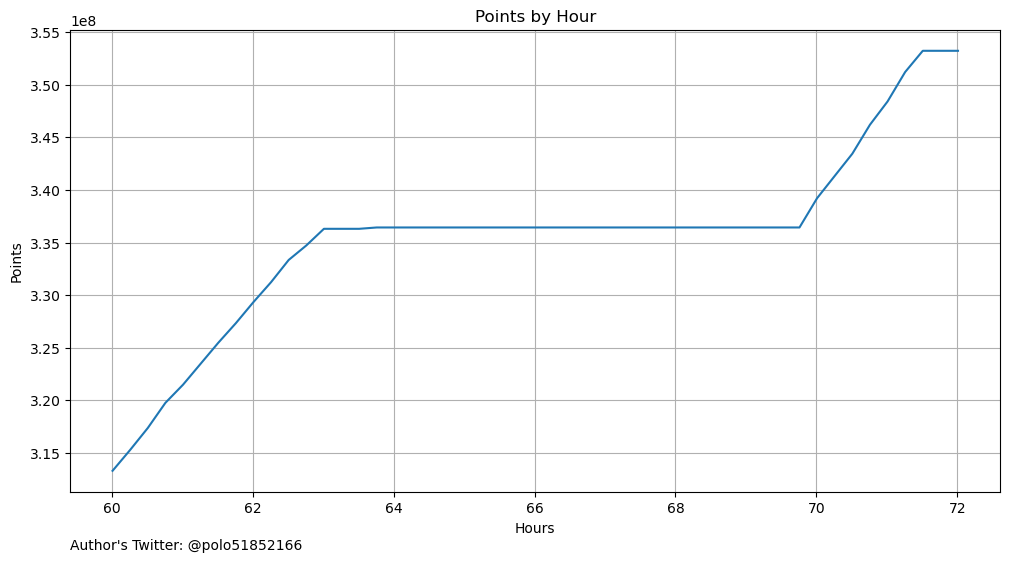 Points by Hour
1e8
3.55
3.50
3.45
3.40
3.35
3.30
3.25
3.20
3.15
Points
60 62 64 66 68 70 72
Hours
Author's Twitter: @polo51852166